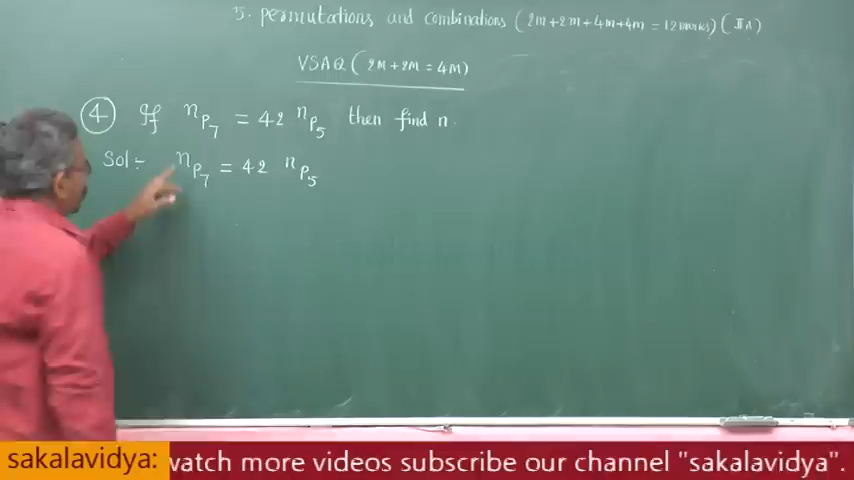 5. permutations and combinations (2M+2M+4M+4M = 12 marks) (IIA)
VSAQ (2M+2M = 4M)
4 If nP7 = 42 nP5 then find n.
Sol:- nP7 = 42 nP5
sakalavidya: watch more videos subscribe our channel "sakalavidya".